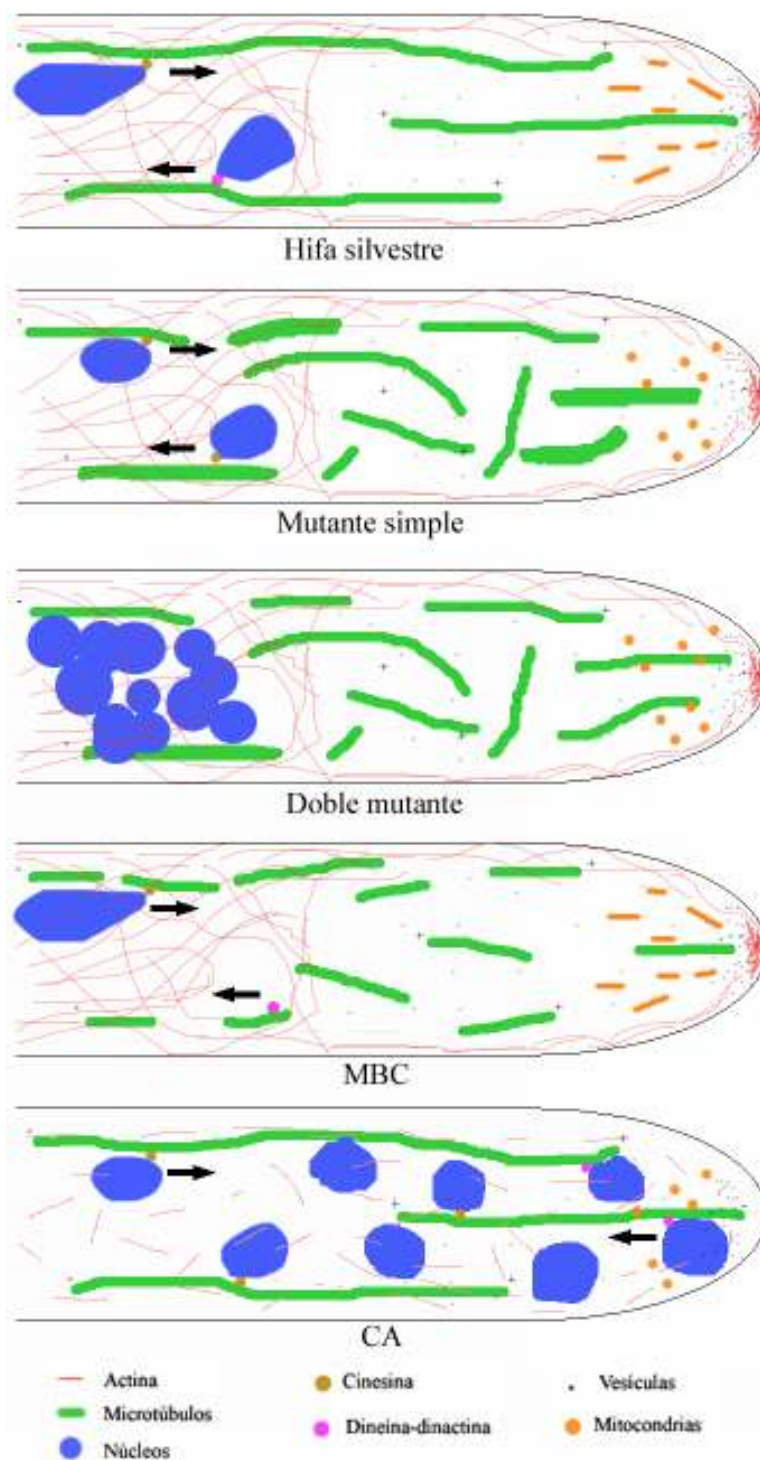 Hifa silvestre
Mutante simple
Doble mutante
MBC
CA
Actina
Cinesina
Vesículas
Microtúbulos
Dineína-dinactina
Mitocondrias
Núcleos